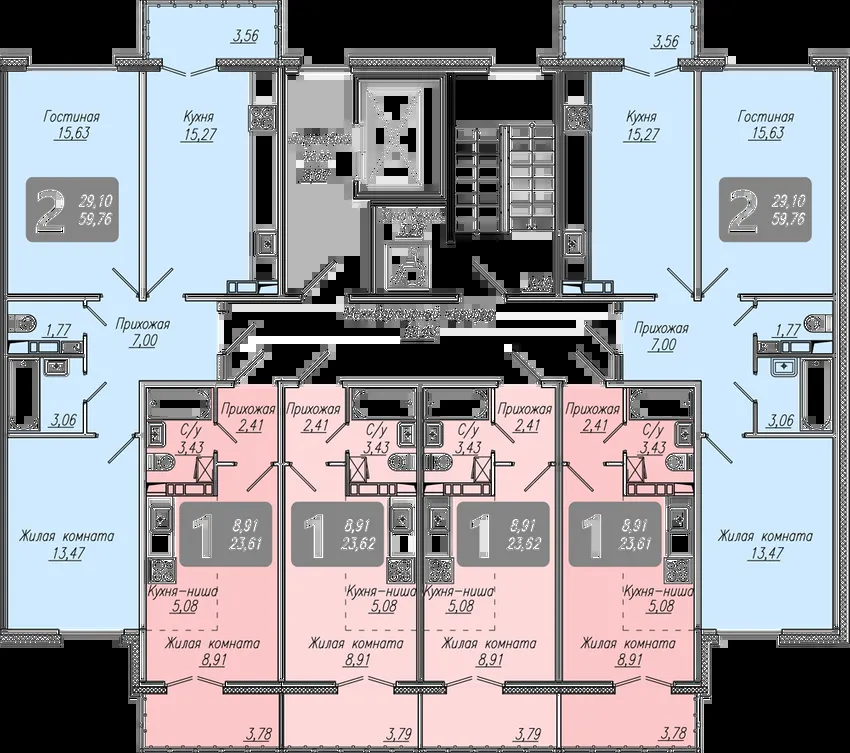 3,56
3,56
Гостиная
15,63
Кухня
15,27
Кухня
15,27
Гостиная
15,63
2
29,10
59,76
2
29,10
59,76
1,77
Прихожая
7,00
Межквартирный коридор
Прихожая
7,00
1,77
3,06
3,06
С/у
3,43
Прихожая
2,41
Прихожая
2,41
С/у
3,43
С/у
3,43
Прихожая
2,41
Прихожая
2,41
С/у
3,43
Жилая комната
13,47
1
8,91
23,61
1
8,91
23,62
1
8,91
23,62
1
8,91
23,61
Жилая комната
13,47
Кухня-ниша
5,08
Кухня-ниша
5,08
Кухня-ниша
5,08
Кухня-ниша
5,08
Жилая комната
8,91
Жилая комната
8,91
Жилая комната
8,91
Жилая комната
8,91
3,78
3,79
3,79
3,78